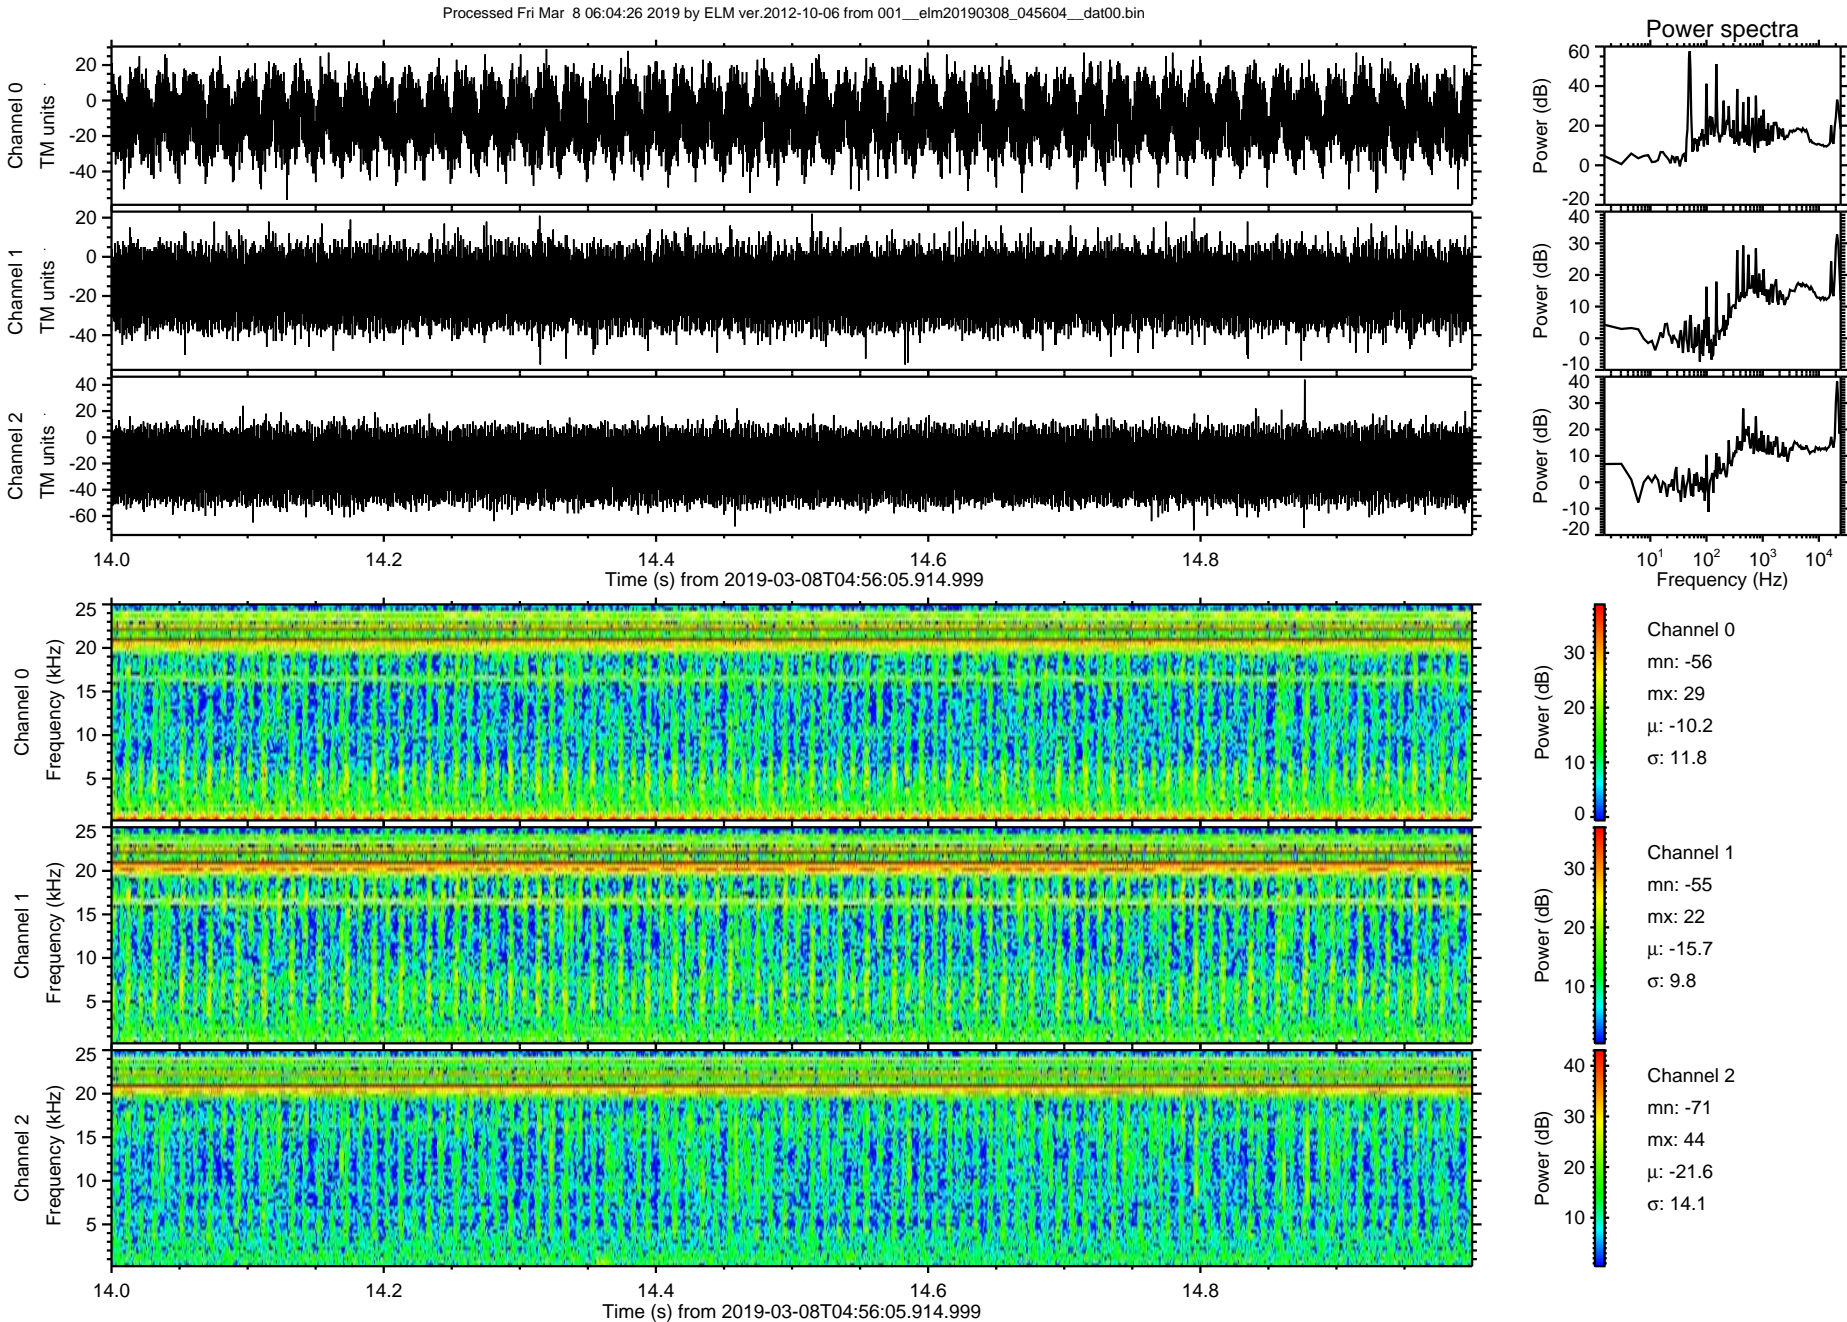 Processed Fri Mar 8 06:04:26 2019 by ELM ver.2012-10-06 from 001__elm20190308_045604__dat00.bin
Power spectra
Channel 0
TM units
20
0
-20
-40
Power (dB)
60
40
20
0
-20
Channel 1
TM units
20
0
-20
-40
Power (dB)
40
30
20
10
0
-10
Channel 2
TM units
40
20
0
-20
-40
-60
Power (dB)
40
30
20
10
0
-10
-20
14.0 14.2 14.4 14.6 14.8
Time (s) from 2019-03-08T04:56:05.914.999
10^1 10^2 10^3 10^4
Frequency (Hz)
Channel 0
Frequency (kHz)
25
20
15
10
5
Power (dB)
30
20
10
0
Channel 0
mn: -56
mx: 29
μ: -10.2
σ: 11.8
Channel 1
Frequency (kHz)
25
20
15
10
5
Power (dB)
30
20
10
Channel 1
mn: -55
mx: 22
μ: -15.7
σ: 9.8
Channel 2
Frequency (kHz)
25
20
15
10
5
Power (dB)
40
30
20
10
Channel 2
mn: -71
mx: 44
μ: -21.6
σ: 14.1
14.0 14.2 14.4 14.6 14.8
Time (s) from 2019-03-08T04:56:05.914.999